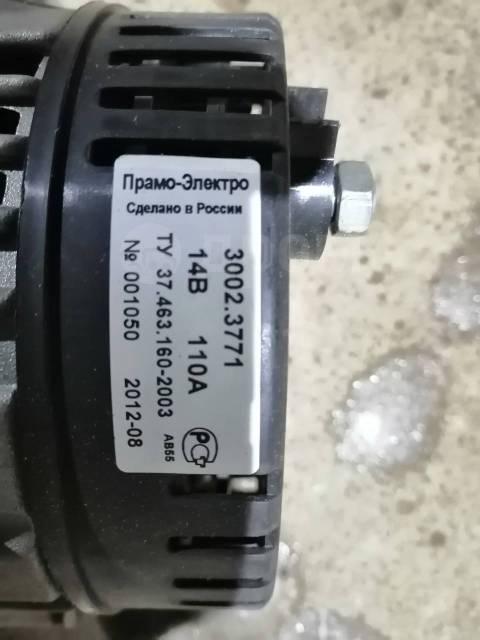 Прамо-Электро
Сделано в России
3002.3771
14В 110А
ТУ 37.463.160-2003
№ 001050 2012-08
АВ55